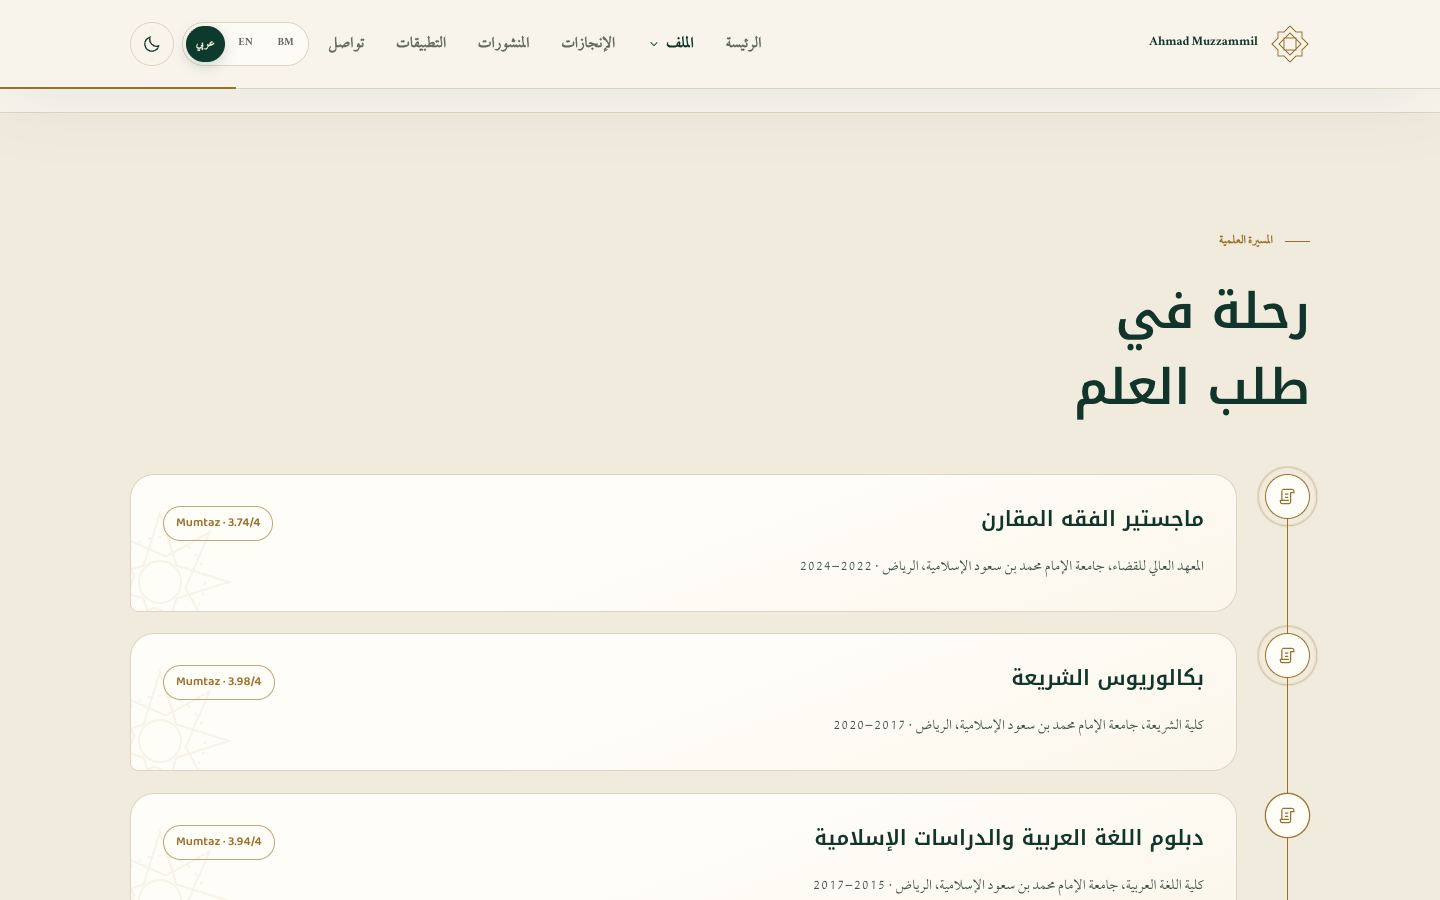 Ahmad Muzzammil
الرئيسة
الملف
الإنجازات
المنشورات
التطبيقات
تواصل
BM
EN
عربي
المسيرة العلمية
رحلة في
طلب العلم
ماجستير الفقه المقارن
Mumtaz · 3.74/4
المعهد العالي للقضاء، جامعة الإمام محمد بن سعود الإسلامية، الرياض · 2022–2024
بكالوريوس الشريعة
Mumtaz · 3.98/4
كلية الشريعة، جامعة الإمام محمد بن سعود الإسلامية، الرياض · 2017–2020
دبلوم اللغة العربية والدراسات الإسلامية
Mumtaz · 3.94/4
كلية اللغة العربية، جامعة الإمام محمد بن سعود الإسلامية، الرياض · 2015–2017